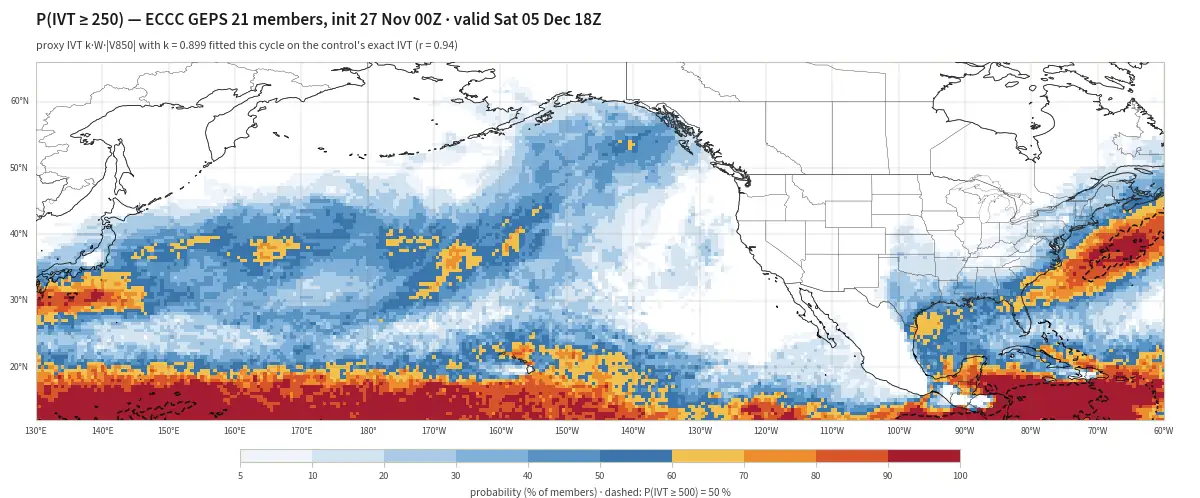 P(IVT ≥ 250) — ECCC GEPS 21 members, init 27 Nov 00Z · valid Sat 05 Dec 18Z
proxy IVT k·W·|V850| with k = 0.899 fitted this cycle on the control's exact IVT (r = 0.94)
60°N
50°N
40°N
30°N
20°N
130°E 140°E 150°E 160°E 170°E 180° 170°W 160°W 150°W 140°W 130°W 120°W 110°W 100°W 90°W 80°W 70°W 60°W
5 10 20 30 40 50 60 70 80 90 100
probability (% of members) · dashed: P(IVT ≥ 500) = 50 %